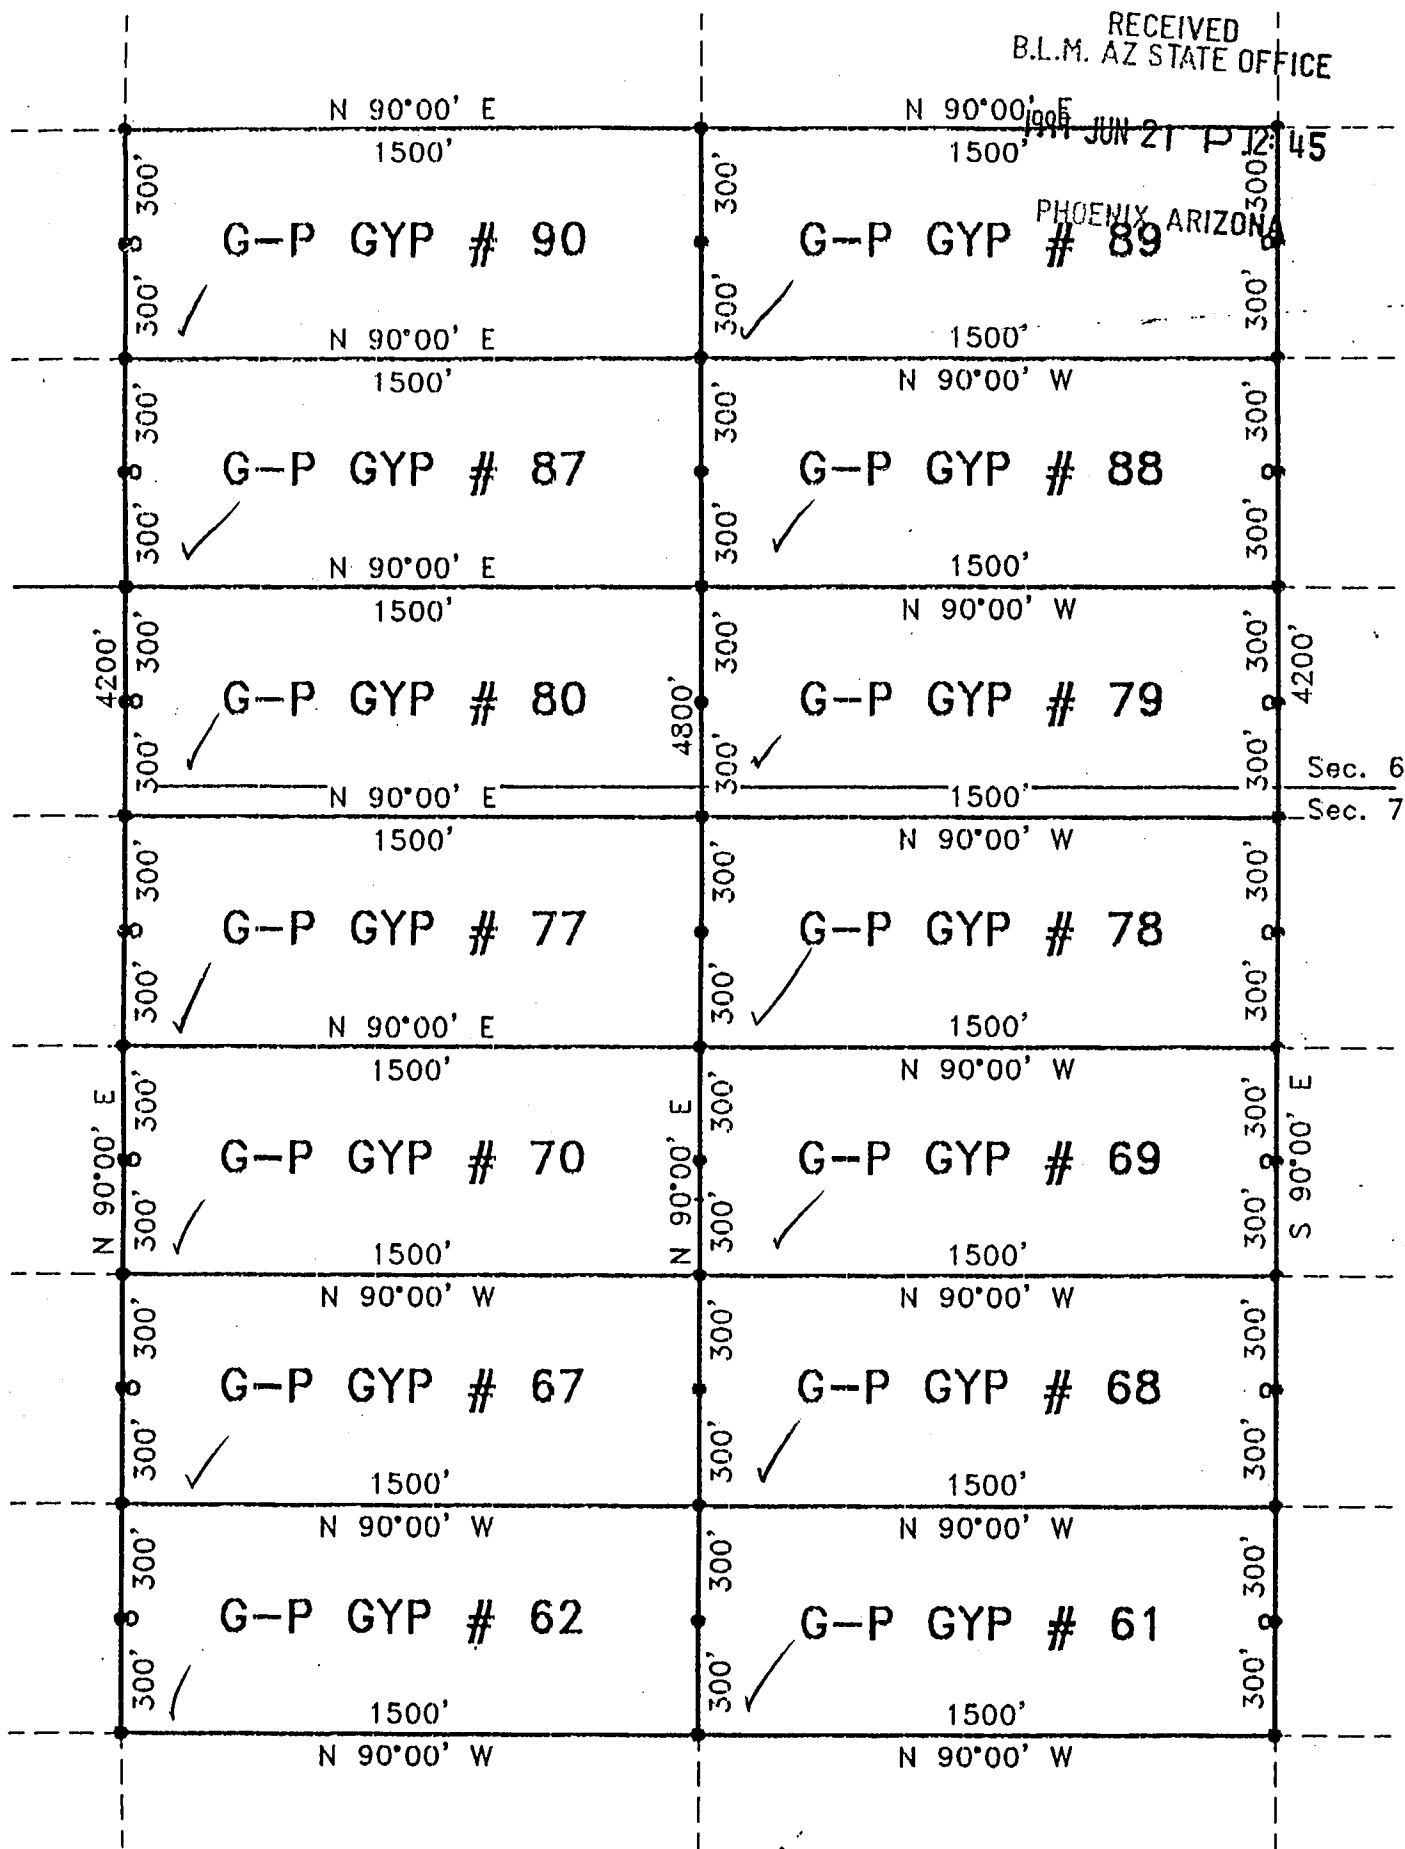 RECEIVED
B.L.M. AZ STATE OFFICE
JUN 21 P 12:45
PHOENIX, ARIZONA
N 90°00' E
N 90°00' E
1500'
1500'
300'
300'
300'
G-P GYP # 90
G-P GYP # 89
300'
300'
300'
N 90°00' E
1500'
1500'
N 90°00' W
300'
300'
300'
G-P GYP # 87
G-P GYP # 88
300'
300'
300'
N 90°00' E
1500'
1500'
N 90°00' W
4200'
300'
300'
300'
4200'
G-P GYP # 80
4800'
G-P GYP # 79
300'
300'
300'
Sec. 6
N 90°00' E
1500'
Sec. 7
1500'
N 90°00' W
300'
300'
300'
G-P GYP # 77
G-P GYP # 78
300'
300'
300'
N 90°00' E
1500'
1500'
N 90°00' W
N 90°00' E
300'
N 90°00' E
300'
300'
S 90°00' E
G-P GYP # 70
G-P GYP # 69
300'
300'
300'
1500'
1500'
N 90°00' W
N 90°00' W
300'
300'
300'
G-P GYP # 67
G-P GYP # 68
300'
300'
300'
1500'
1500'
N 90°00' W
N 90°00' W
300'
300'
300'
G-P GYP # 62
G-P GYP # 61
300'
300'
300'
1500'
1500'
N 90°00' W
N 90°00' W